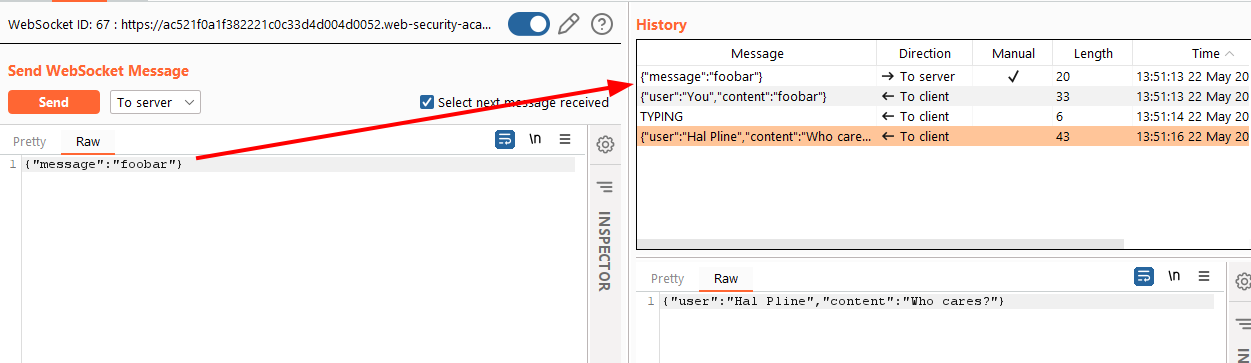 WebSocket ID: 67 : https://ac521f0a1f382221c0c33d4d004d0052.web-security-aca...
Send WebSocket Message
Send To server Select next message received
Pretty Raw \n
1 {"message":"foobar"}
INSPECTOR
History
Message Direction Manual Length Time
{"message":"foobar"} → To server ✓ 20 13:51:13 22 May 20
{"user":"You","content":"foobar"} ← To client 33 13:51:13 22 May 20
TYPING ← To client 6 13:51:14 22 May 20
{"user":"Hal Pline","content":"Who care... ← To client 43 13:51:16 22 May 20
Pretty Raw \n
1 {"user":"Hal Pline","content":"Who cares?"}
IN